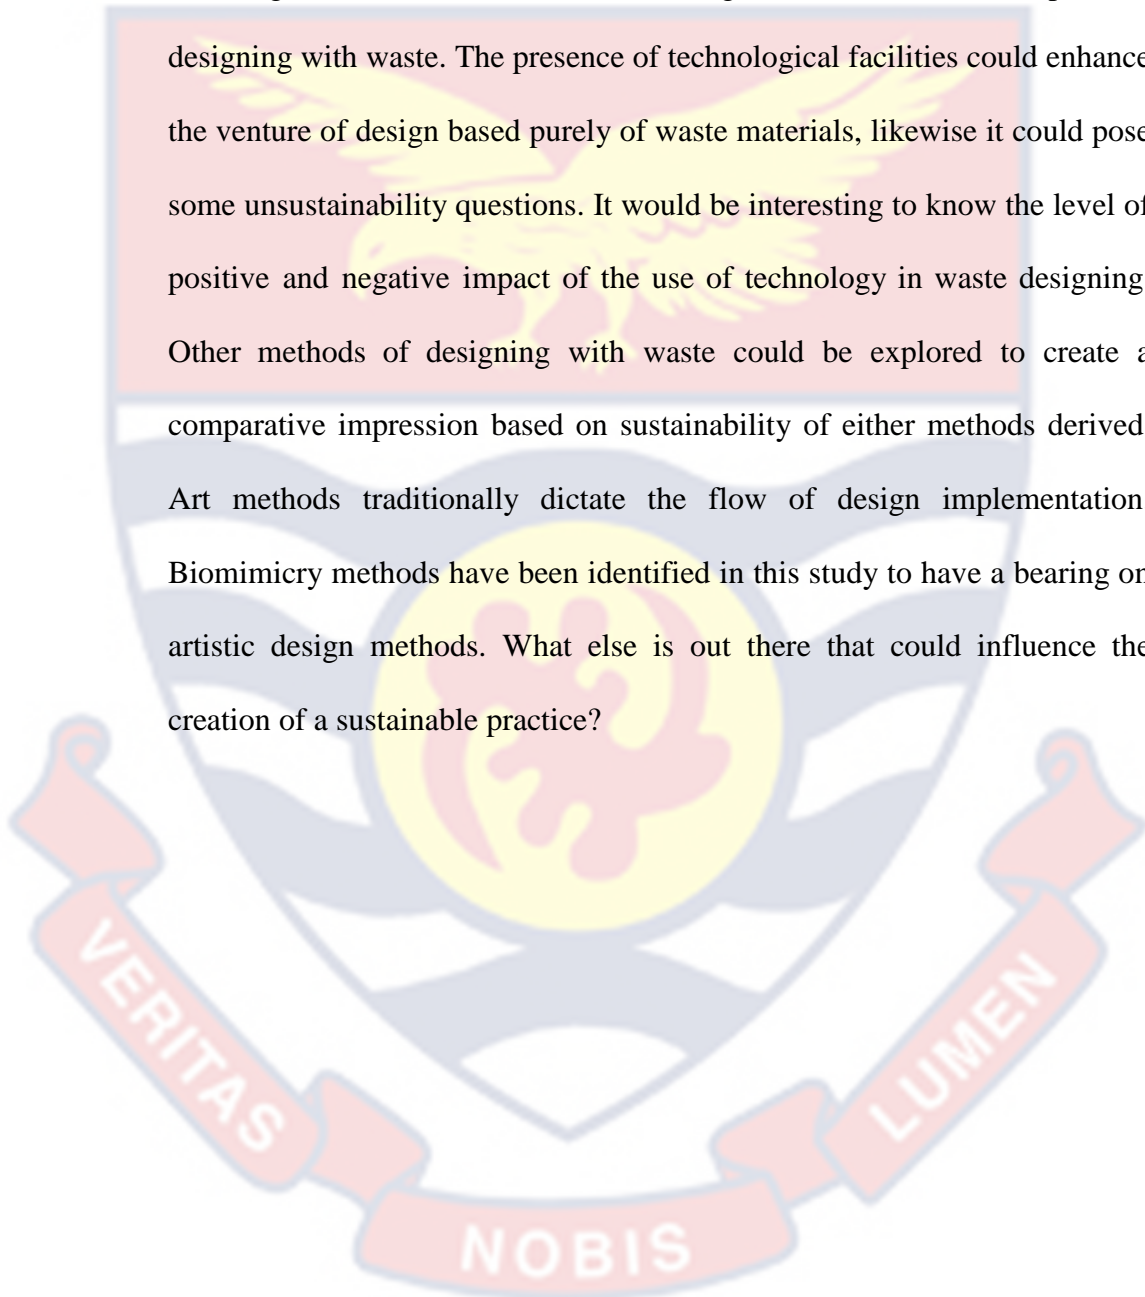 designing with waste. The presence of technological facilities could enhance
the venture of design based purely of waste materials, likewise it could pose
some unsustainability questions. It would be interesting to know the level of
positive and negative impact of the use of technology in waste designing
Other methods of designing with waste could be explored to create a
comparative impression based on sustainability of either methods derived
Art methods traditionally dictate the flow of design implementation
Biomimicry methods have been identified in this study to have a bearing on
artistic design methods. What else is out there that could influence the
creation of a sustainable practice?
VERITAS
NOBIS
LUMEN